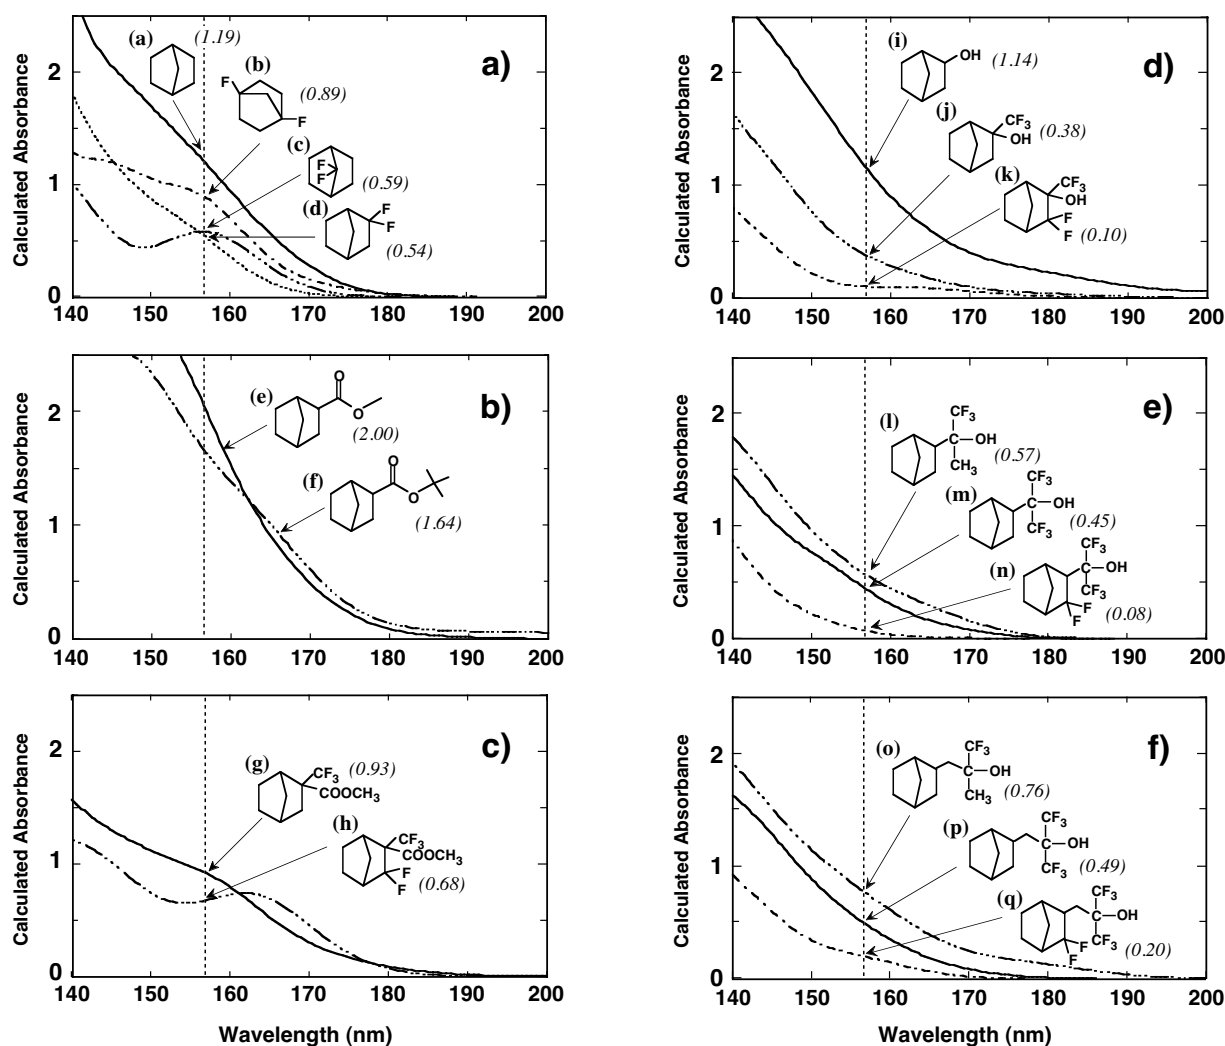 a)
Calculated Absorbance
2
1
0
140 150 160 170 180 190 200
(a) (1.19)
(b) (0.89)
F
F
(c) (0.59)
F
F
(d) (0.54)
F
F
b)
Calculated Absorbance
2
1
0
140 150 160 170 180 190 200
(e) (2.00)
O
O
(f) (1.64)
O
O
c)
Calculated Absorbance
2
1
0
140 150 160 170 180 190 200
Wavelength (nm)
(g) (0.93)
CF3
COOCH3
(h) (0.68)
CF3
COOCH3
F
F
d)
Calculated Absorbance
2
1
0
140 150 160 170 180 190 200
(i) (1.14)
OH
(j) (0.38)
CF3
OH
(k) (0.10)
CF3
OH
F
F
e)
Calculated Absorbance
2
1
0
140 150 160 170 180 190 200
(l) (0.57)
CF3
C OH
CH3
(m) (0.45)
CF3
C OH
CF3
(n) (0.08)
CF3
C OH
CF3
F
F
f)
Calculated Absorbance
2
1
0
140 150 160 170 180 190 200
Wavelength (nm)
(o) (0.76)
CF3
C OH
CH3
(p) (0.49)
CF3
C OH
CF3
(q) (0.20)
CF3
C OH
CF3
F
F